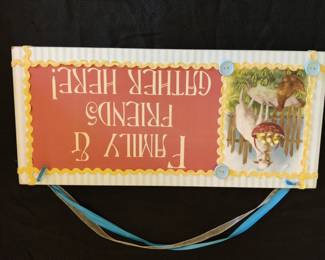 FAMILY &
FRIENDS
GATHER HERE!